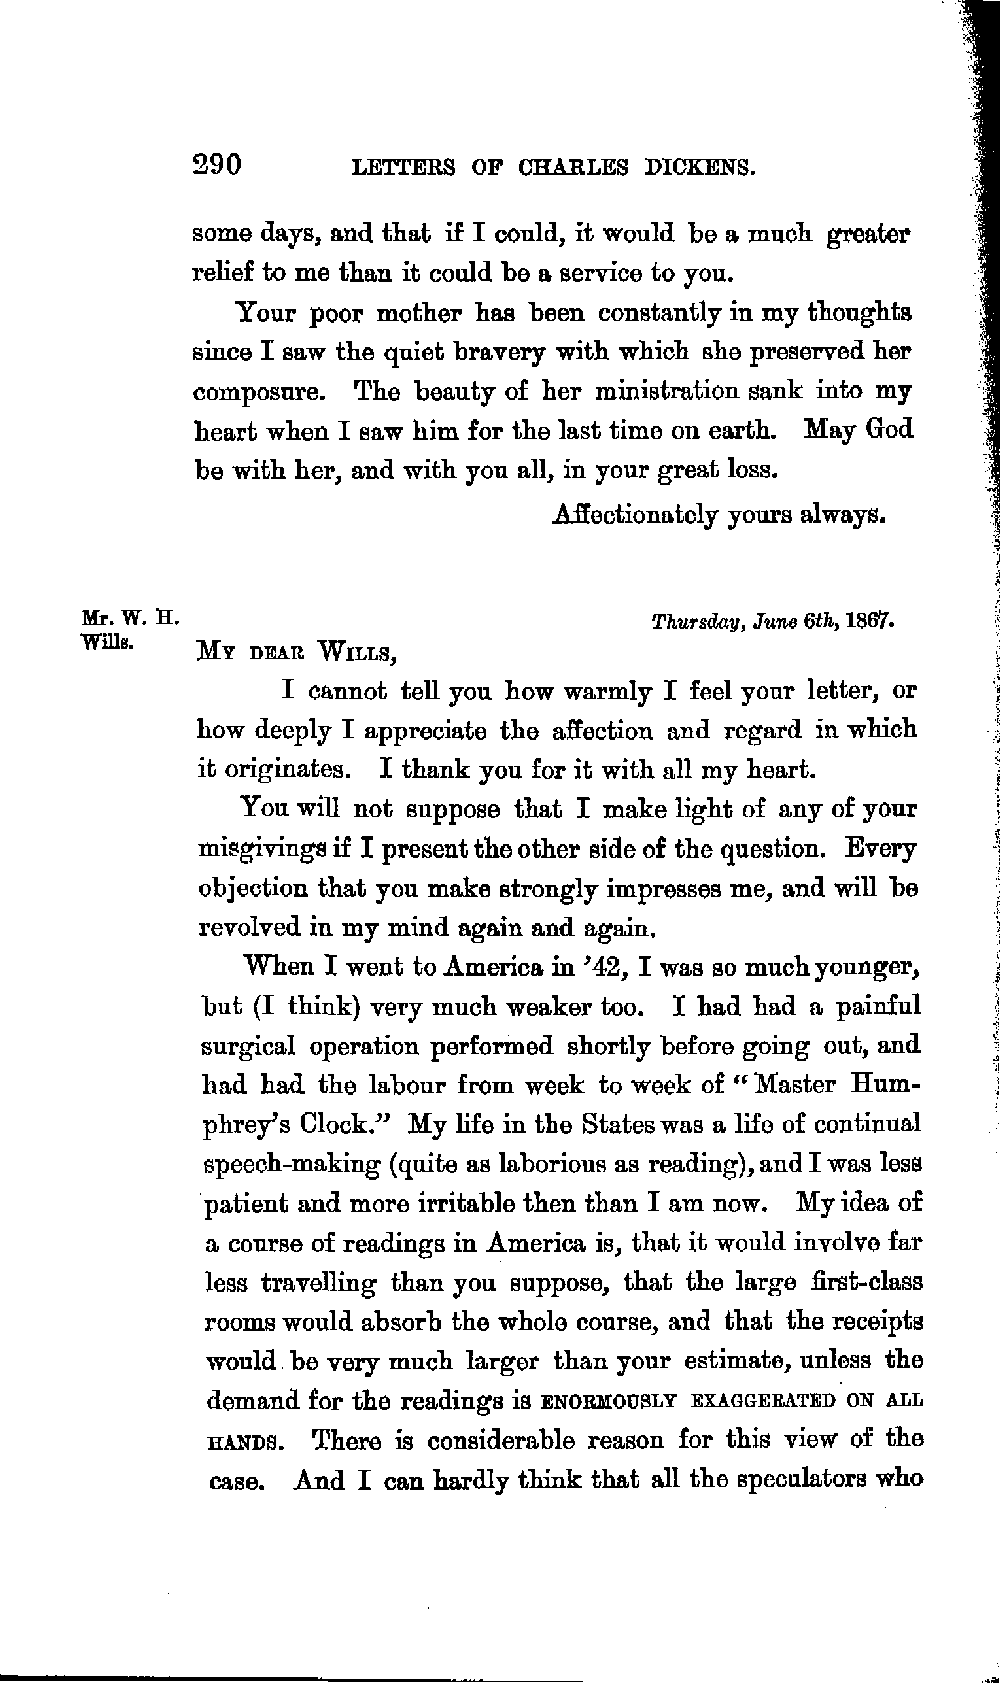 290 LETTERS OF CHARLES DICKENS.
some days, and that if I could, it would be a much greater
relief to me than it could be a service to you.
Your poor mother has been constantly in my thoughts
since I saw the quiet bravery with which she preserved her
composure. The beauty of her ministration sank into my
heart when I saw him for the last time on earth. May God
be with her, and with you all, in your great loss.
Affectionately yours always.
Mr. W. H.
Wills.
Thursday, June 6th, 1867.
MY DEAR WILLS,
I cannot tell you how warmly I feel your letter, or
how deeply I appreciate the affection and regard in which
it originates. I thank you for it with all my heart.
You will not suppose that I make light of any of your
misgivings if I present the other side of the question. Every
objection that you make strongly impresses me, and will be
revolved in my mind again and again.
When I went to America in ’42, I was so much younger,
but (I think) very much weaker too. I had had a painful
surgical operation performed shortly before going out, and
had had the labour from week to week of “Master Hum-
phrey’s Clock.” My life in the States was a life of continual
speech-making (quite as laborious as reading), and I was less
patient and more irritable then than I am now. My idea of
a course of readings in America is, that it would involve far
less travelling than you suppose, that the large first-class
rooms would absorb the whole course, and that the receipts
would be very much larger than your estimate, unless the
demand for the readings is ENORMOUSLY EXAGGERATED ON ALL
HANDS. There is considerable reason for this view of the
case. And I can hardly think that all the speculators who